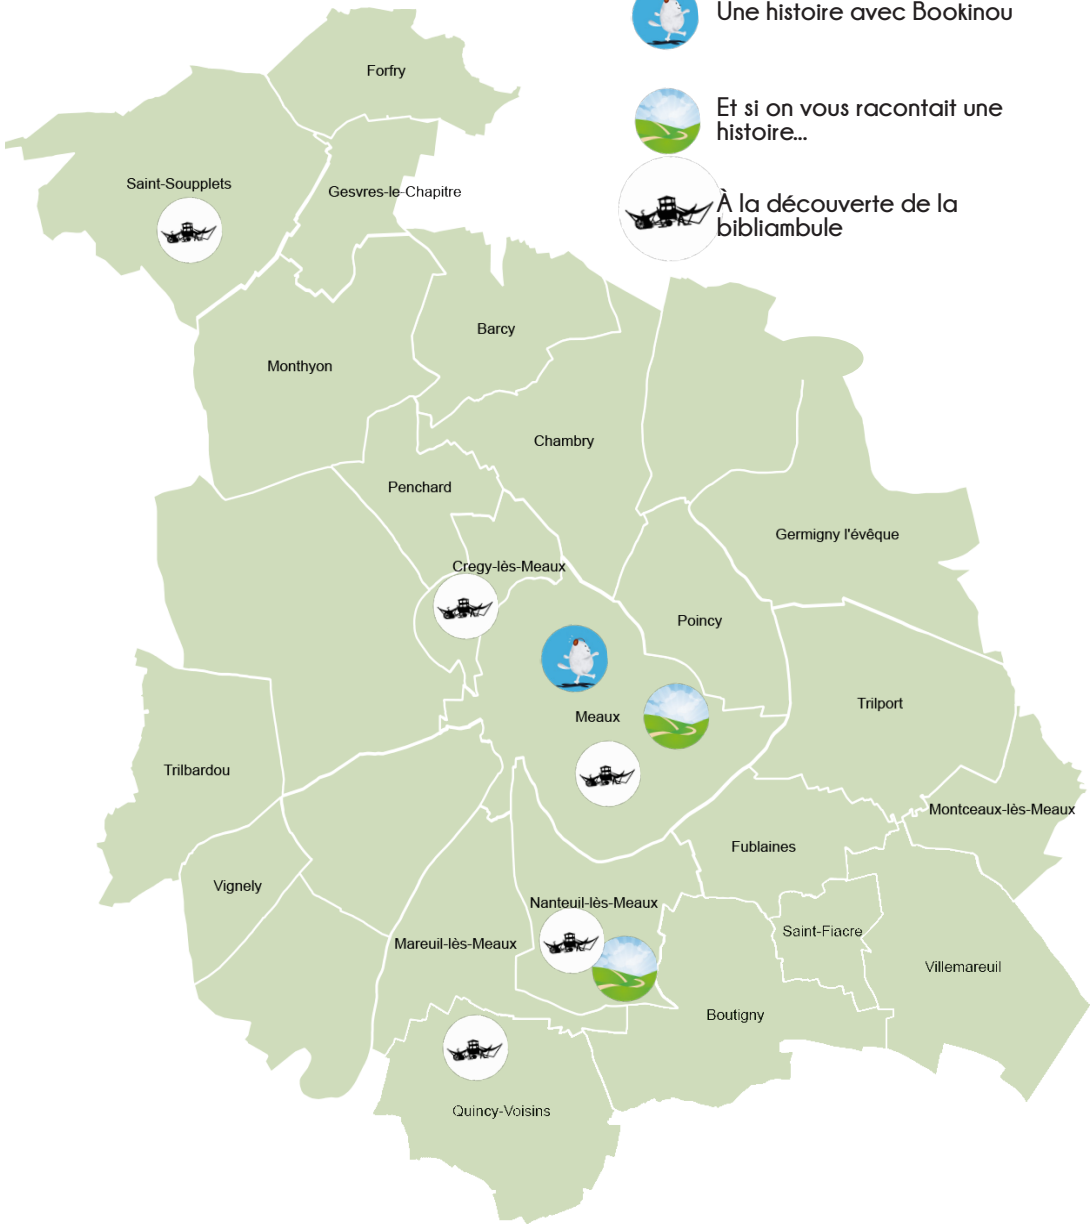 Une histoire avec Bookinou
Forfry
Et si on vous racontait une
histoire...
Saint-Soupplets
Gesvres-le-Chapitre
À la découverte de la
bibliambule
Barcy
Monthyon
Chambry
Penchard
Germigny l'évêque
Cregy-lès-Meaux
Poincy
Trilport
Meaux
Trilbardou
Montceaux-lès-Meaux
Fublaines
Vignely
Nanteuil-lès-Meaux
Saint-Fiacre
Mareuil-lès-Meaux
Villemareuil
Boutigny
Quincy-Voisins